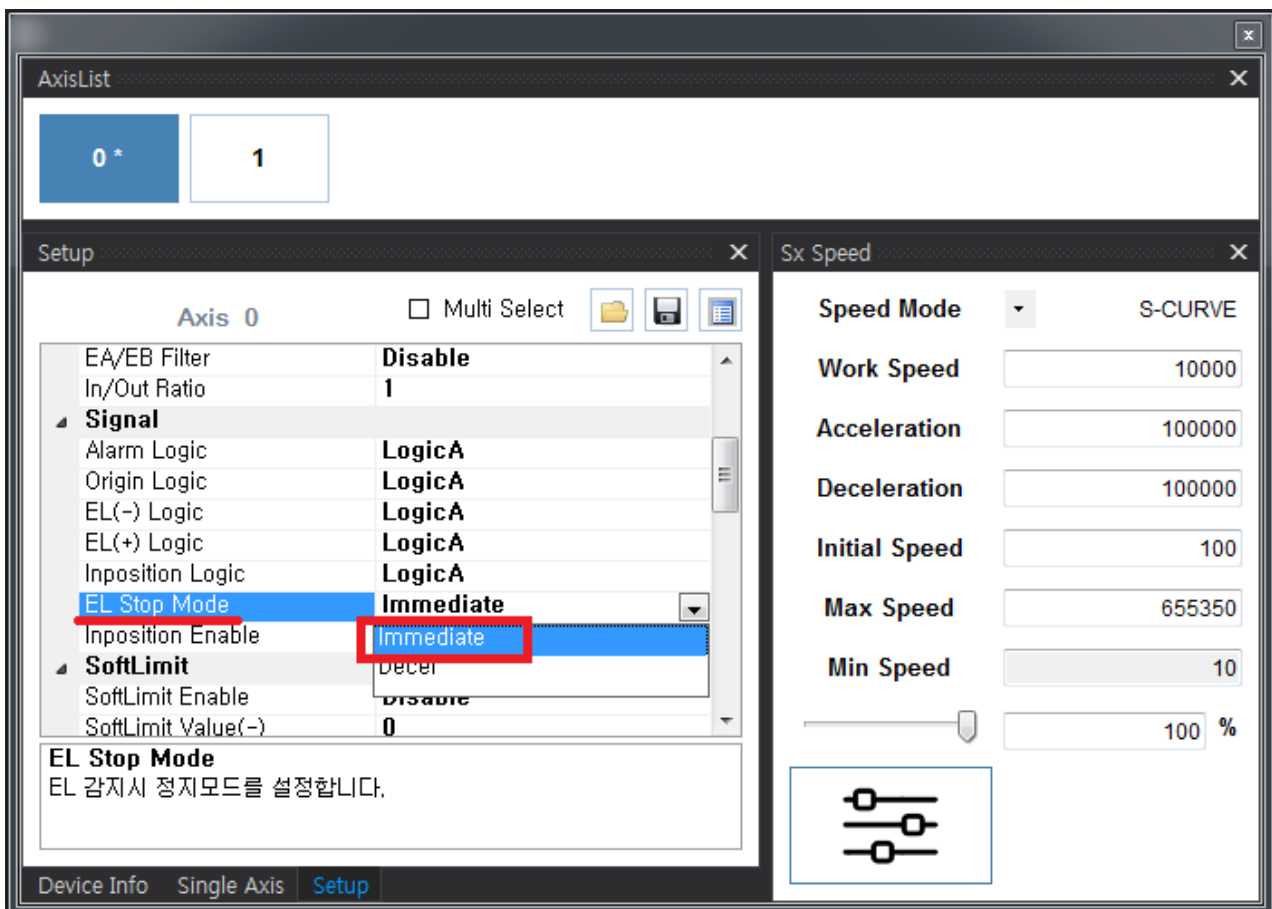 AxisList
0 *
1
Setup
Axis 0
Multi Select
EA/EB Filter Disable
In/Out Ratio 1
Signal
Alarm Logic LogicA
Origin Logic LogicA
EL(-) Logic LogicA
EL(+) Logic LogicA
Inposition Logic LogicA
EL Stop Mode Immediate
Inposition Enable
Immediate
SoftLimit
Decel
SoftLimit Enable Disable
SoftLimit Value(-) 0
EL Stop Mode
EL 감지시 정지모드를 설정합니다.
Device Info Single Axis Setup
Sx Speed
Speed Mode S-CURVE
Work Speed 10000
Acceleration 100000
Deceleration 100000
Initial Speed 100
Max Speed 655350
Min Speed 10
100 %